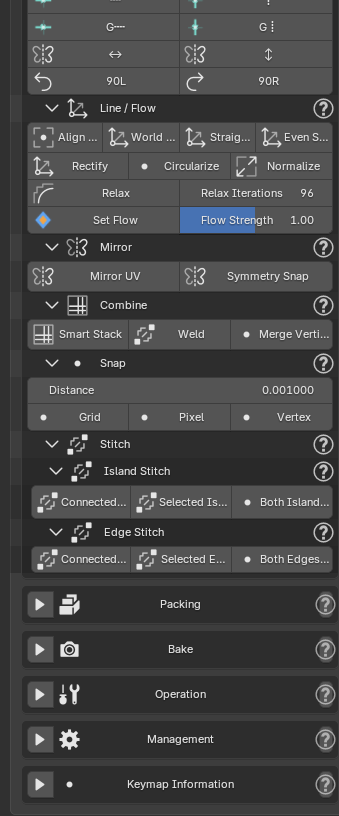 G
G
90L 90R
Line / Flow
Align ... World ... Straig... Even S...
Rectify Circularize Normalize
Relax Relax Iterations 96
Set Flow Flow Strength 1.00
Mirror
Mirror UV Symmetry Snap
Combine
Smart Stack Weld Merge Verti...
Snap
Distance 0.001000
Grid Pixel Vertex
Stitch
Island Stitch
Connected... Selected Is... Both Island...
Edge Stitch
Connected... Selected E... Both Edges...
Packing
Bake
Operation
Management
Keymap Information